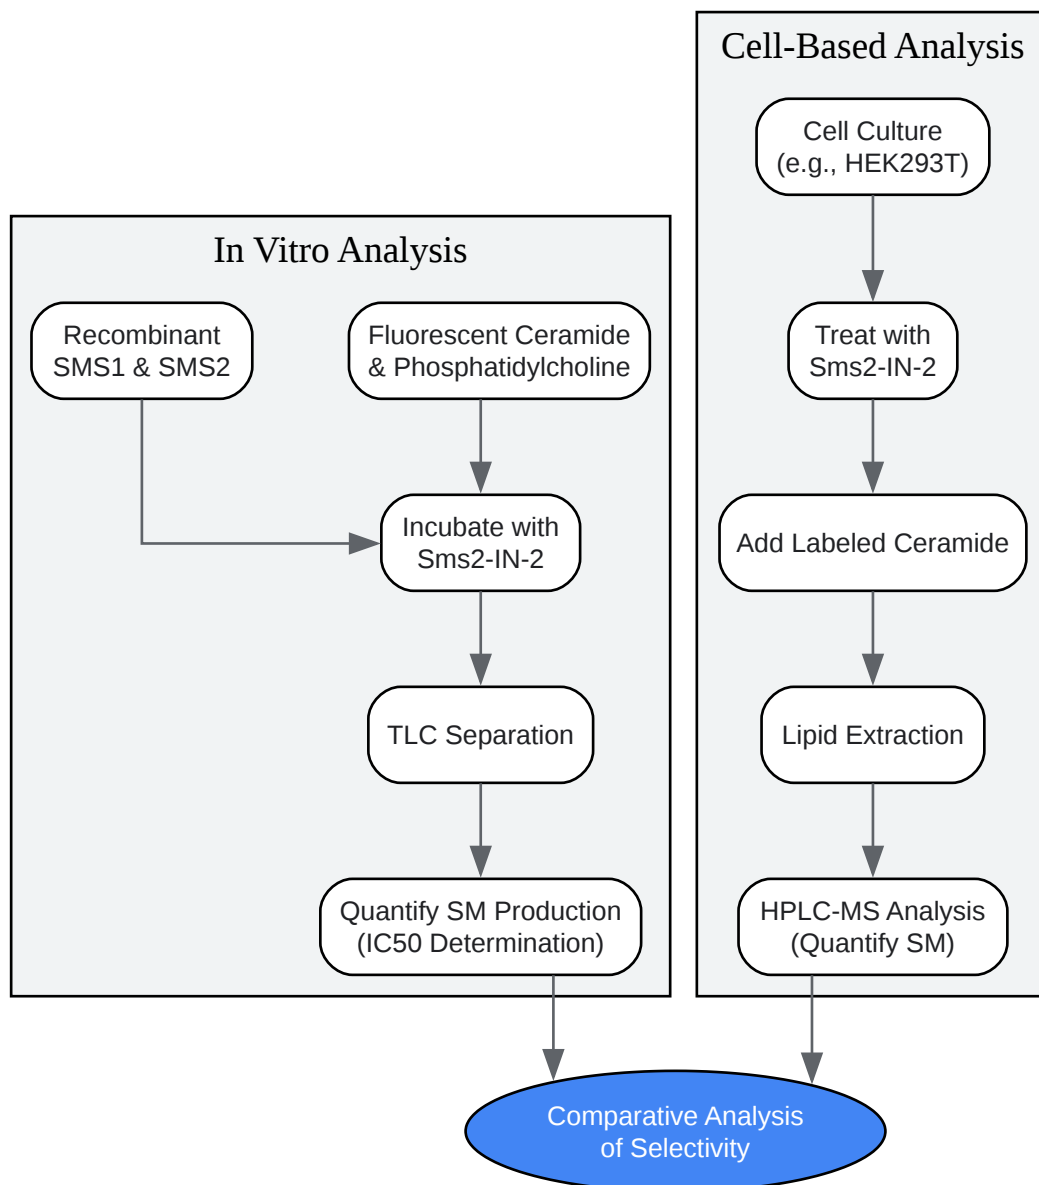 In Vitro Analysis
Recombinant
SMS1 & SMS2
Fluorescent Ceramide
& Phosphatidylcholine
Incubate with
Sms2-IN-2
TLC Separation
Quantify SM Production
(IC50 Determination)
Cell-Based Analysis
Cell Culture
(e.g., HEK293T)
Treat with
Sms2-IN-2
Add Labeled Ceramide
Lipid Extraction
HPLC-MS Analysis
(Quantify SM)
Comparative Analysis
of Selectivity